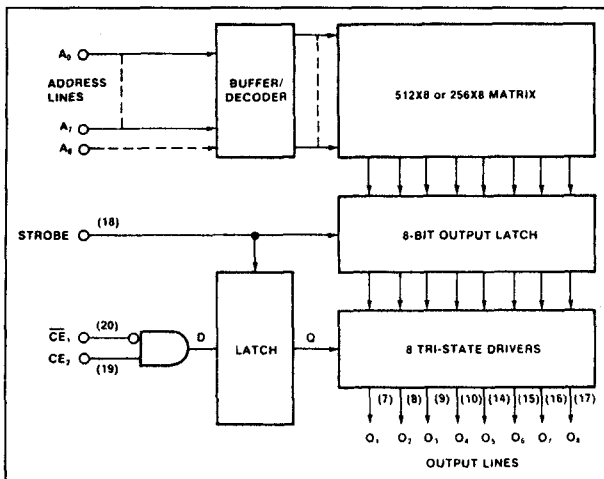 A₀
ADDRESS
LINES
A₇
A₈
BUFFER/
DECODER
512X8 or 256X8 MATRIX
STROBE (18)
8-BIT OUTPUT LATCH
C̅E̅₁ (20)
CE₂ (19)
D
LATCH
Q
8 TRI-STATE DRIVERS
(7) (8) (9) (10) (14) (15) (16) (17)
O₁ O₂ O₃ O₄ O₅ O₆ O₇ O₈
OUTPUT LINES